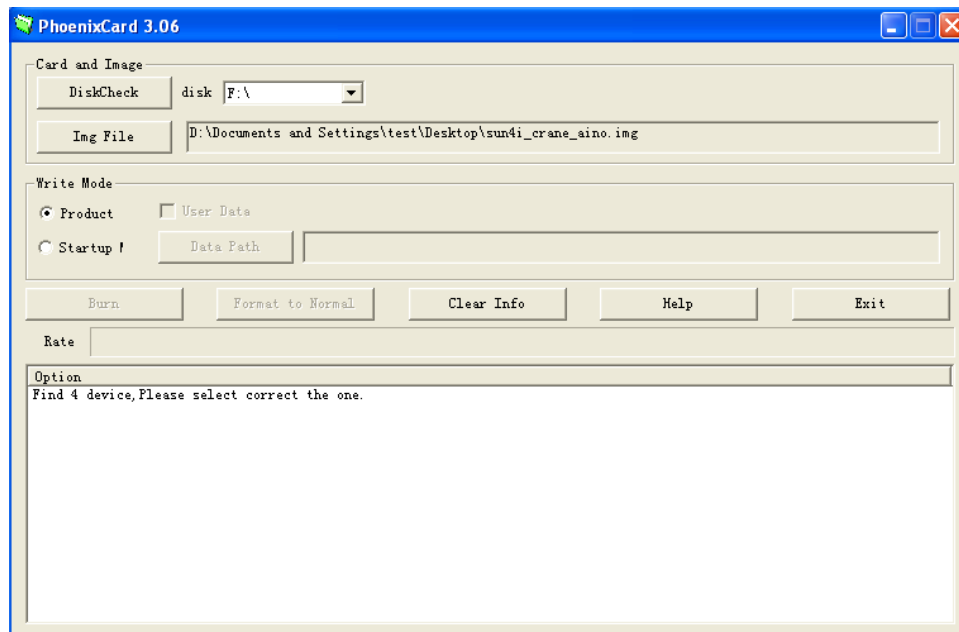 PhoenixCard 3.06
Card and Image
DiskCheck disk F:\
Img File D:\Documents and Settings\test\Desktop\sun4i_crane_aino.img
Write Mode
Product User Data
Startup Data Path
Burn Format to Normal Clear Info Help Exit
Rate
Option
Find 4 device,Please select correct the one.